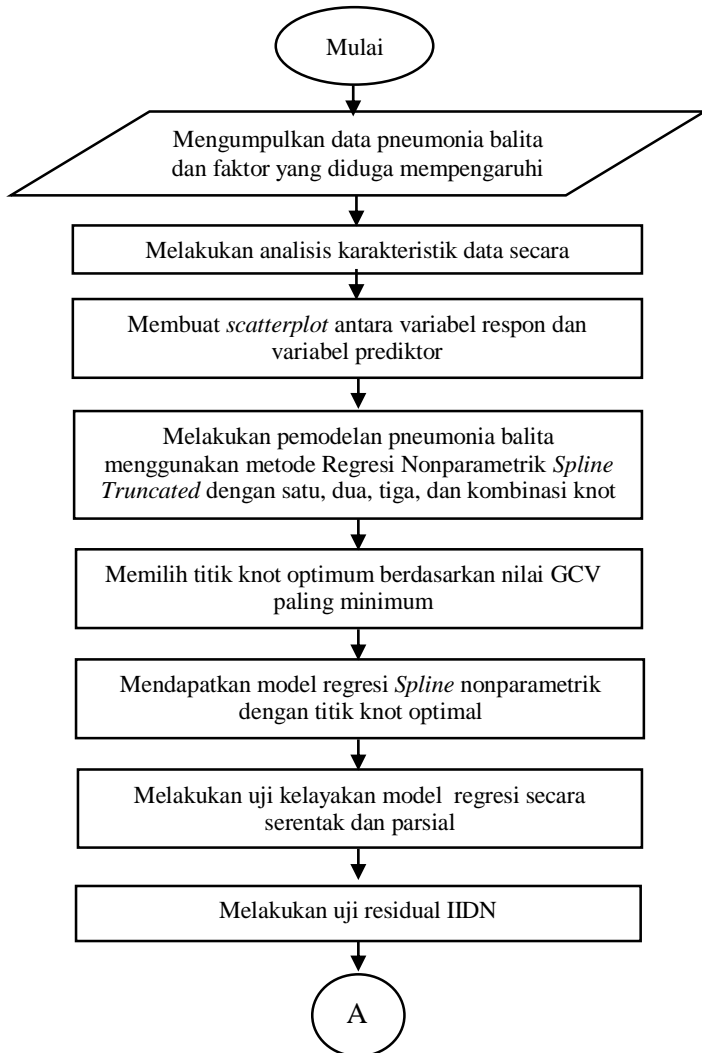 Mulai
Mengumpulkan data pneumonia balita
dan faktor yang diduga mempengaruhi
Melakukan analisis karakteristik data secara
Membuat scatterplot antara variabel respon dan
variabel prediktor
Melakukan pemodelan pneumonia balita
menggunakan metode Regresi Nonparametrik Spline
Truncated dengan satu, dua, tiga, dan kombinasi knot
Memilih titik knot optimum berdasarkan nilai GCV
paling minimum
Mendapatkan model regresi Spline nonparametrik
dengan titik knot optimal
Melakukan uji kelayakan model regresi secara
serentak dan parsial
Melakukan uji residual IIDN
A